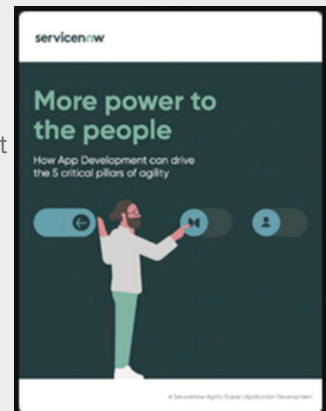 servicenow
More power to
the people
How App Development can drive
the 5 critical pillars of agility
t
A ServiceNow Agility Guide | Application Development